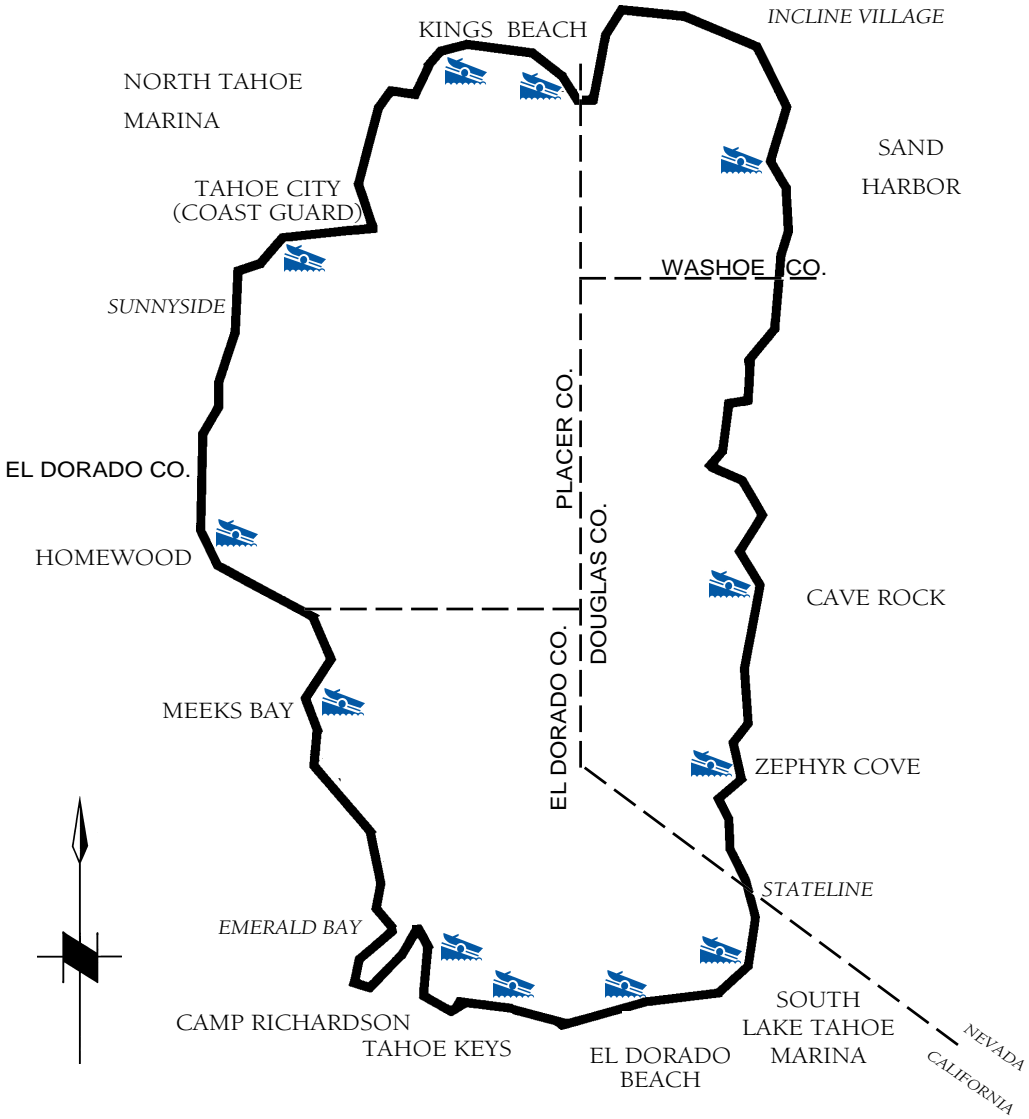 INCLINE VILLAGE
KINGS BEACH
NORTH TAHOE
MARINA
SAND
HARBOR
TAHOE CITY
(COAST GUARD)
WASHOE CO.
SUNNYSIDE
PLACER CO.
EL DORADO CO.
DOUGLAS CO.
HOMEWOOD
CAVE ROCK
EL DORADO CO.
MEEKS BAY
ZEPHYR COVE
STATELINE
EMERALD BAY
CAMP RICHARDSON
TAHOE KEYS
EL DORADO
BEACH
SOUTH
LAKE TAHOE
MARINA
NEVADA
CALIFORNIA